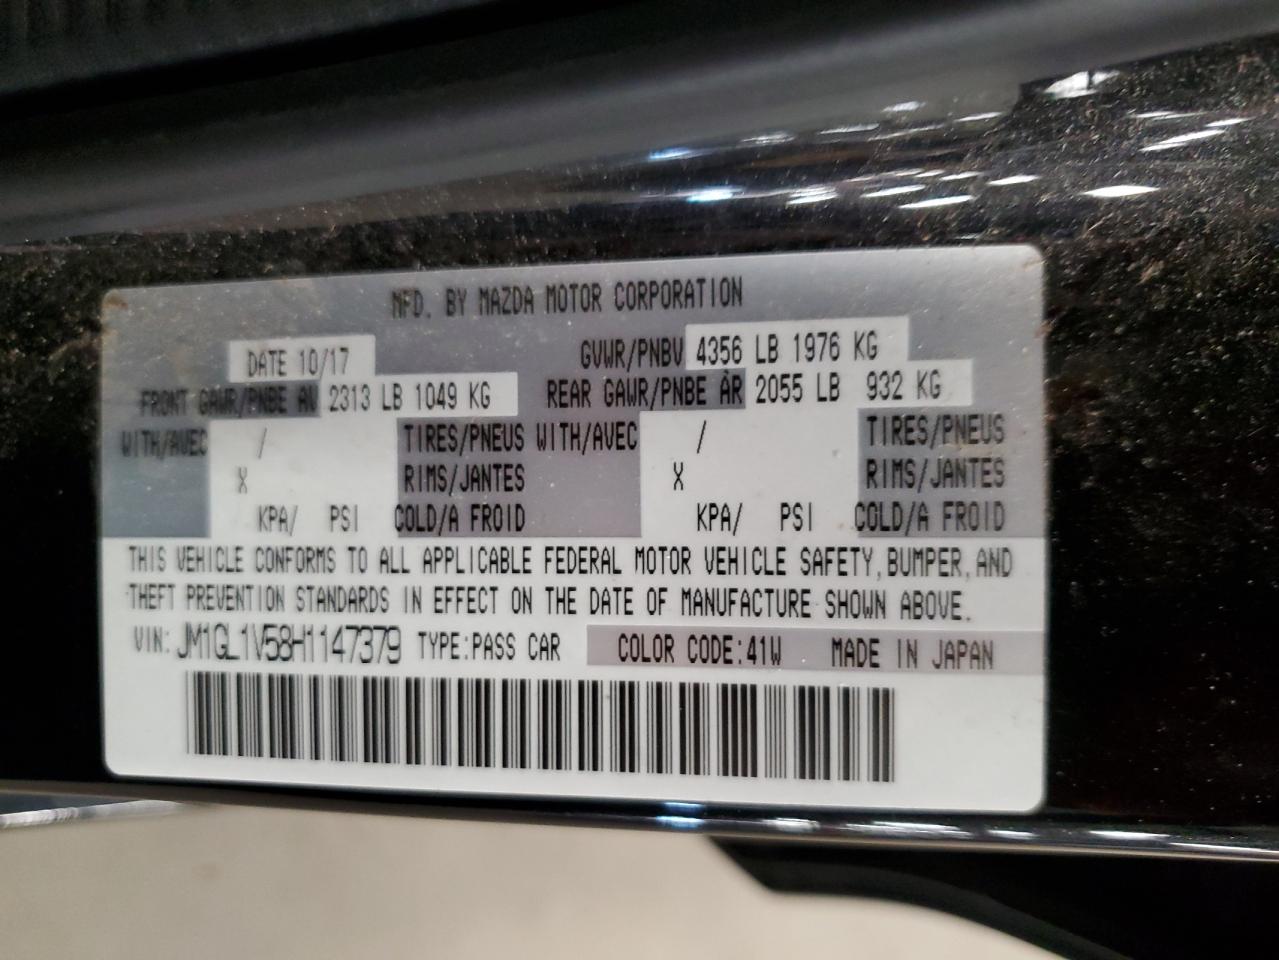 MFD. BY MAZDA MOTOR CORPORATION
DATE 10/17 GVWR/PNBV 4356 LB 1976 KG
FRONT GAWR/PNBE AV 2313 LB 1049 KG REAR GAWR/PNBE AR 2055 LB 932 KG
WITH/AVEC / TIRES/PNEUS WITH/AVEC / TIRES/PNEUS
X RIMS/JANTES X RIMS/JANTES
KPA/ PSI COLD/A FROID KPA/ PSI COLD/A FROID
THIS VEHICLE CONFORMS TO ALL APPLICABLE FEDERAL MOTOR VEHICLE SAFETY, BUMPER, AND
THEFT PREVENTION STANDARDS IN EFFECT ON THE DATE OF MANUFACTURE SHOWN ABOVE.
VIN: JM1GL1V58H1147379 TYPE:PASS CAR COLOR CODE:41W MADE IN JAPAN